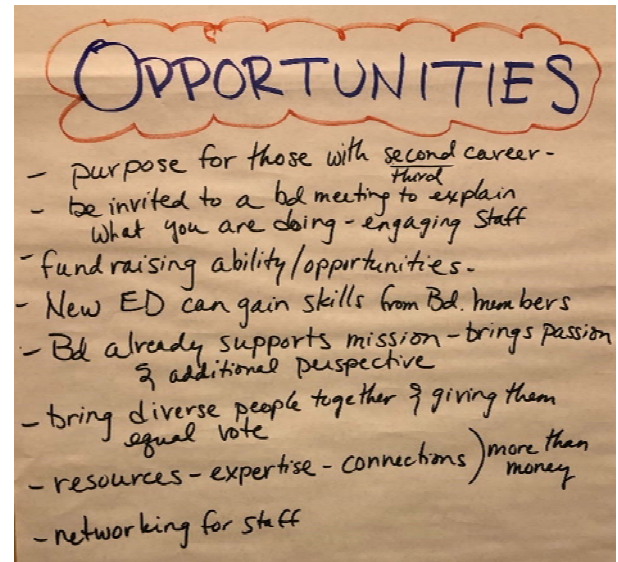 OPPORTUNITIES
- purpose for those with second career -
third
- be invited to a bd meeting to explain
what you are doing - engaging staff
- fundraising ability/opportunities -
- New ED can gain skills from Bd. members
- Bd already supports mission - brings passion
& additional perspective
- bring diverse people together & giving them
equal vote
- resources - expertise - connections ) more than
money
- networking for staff